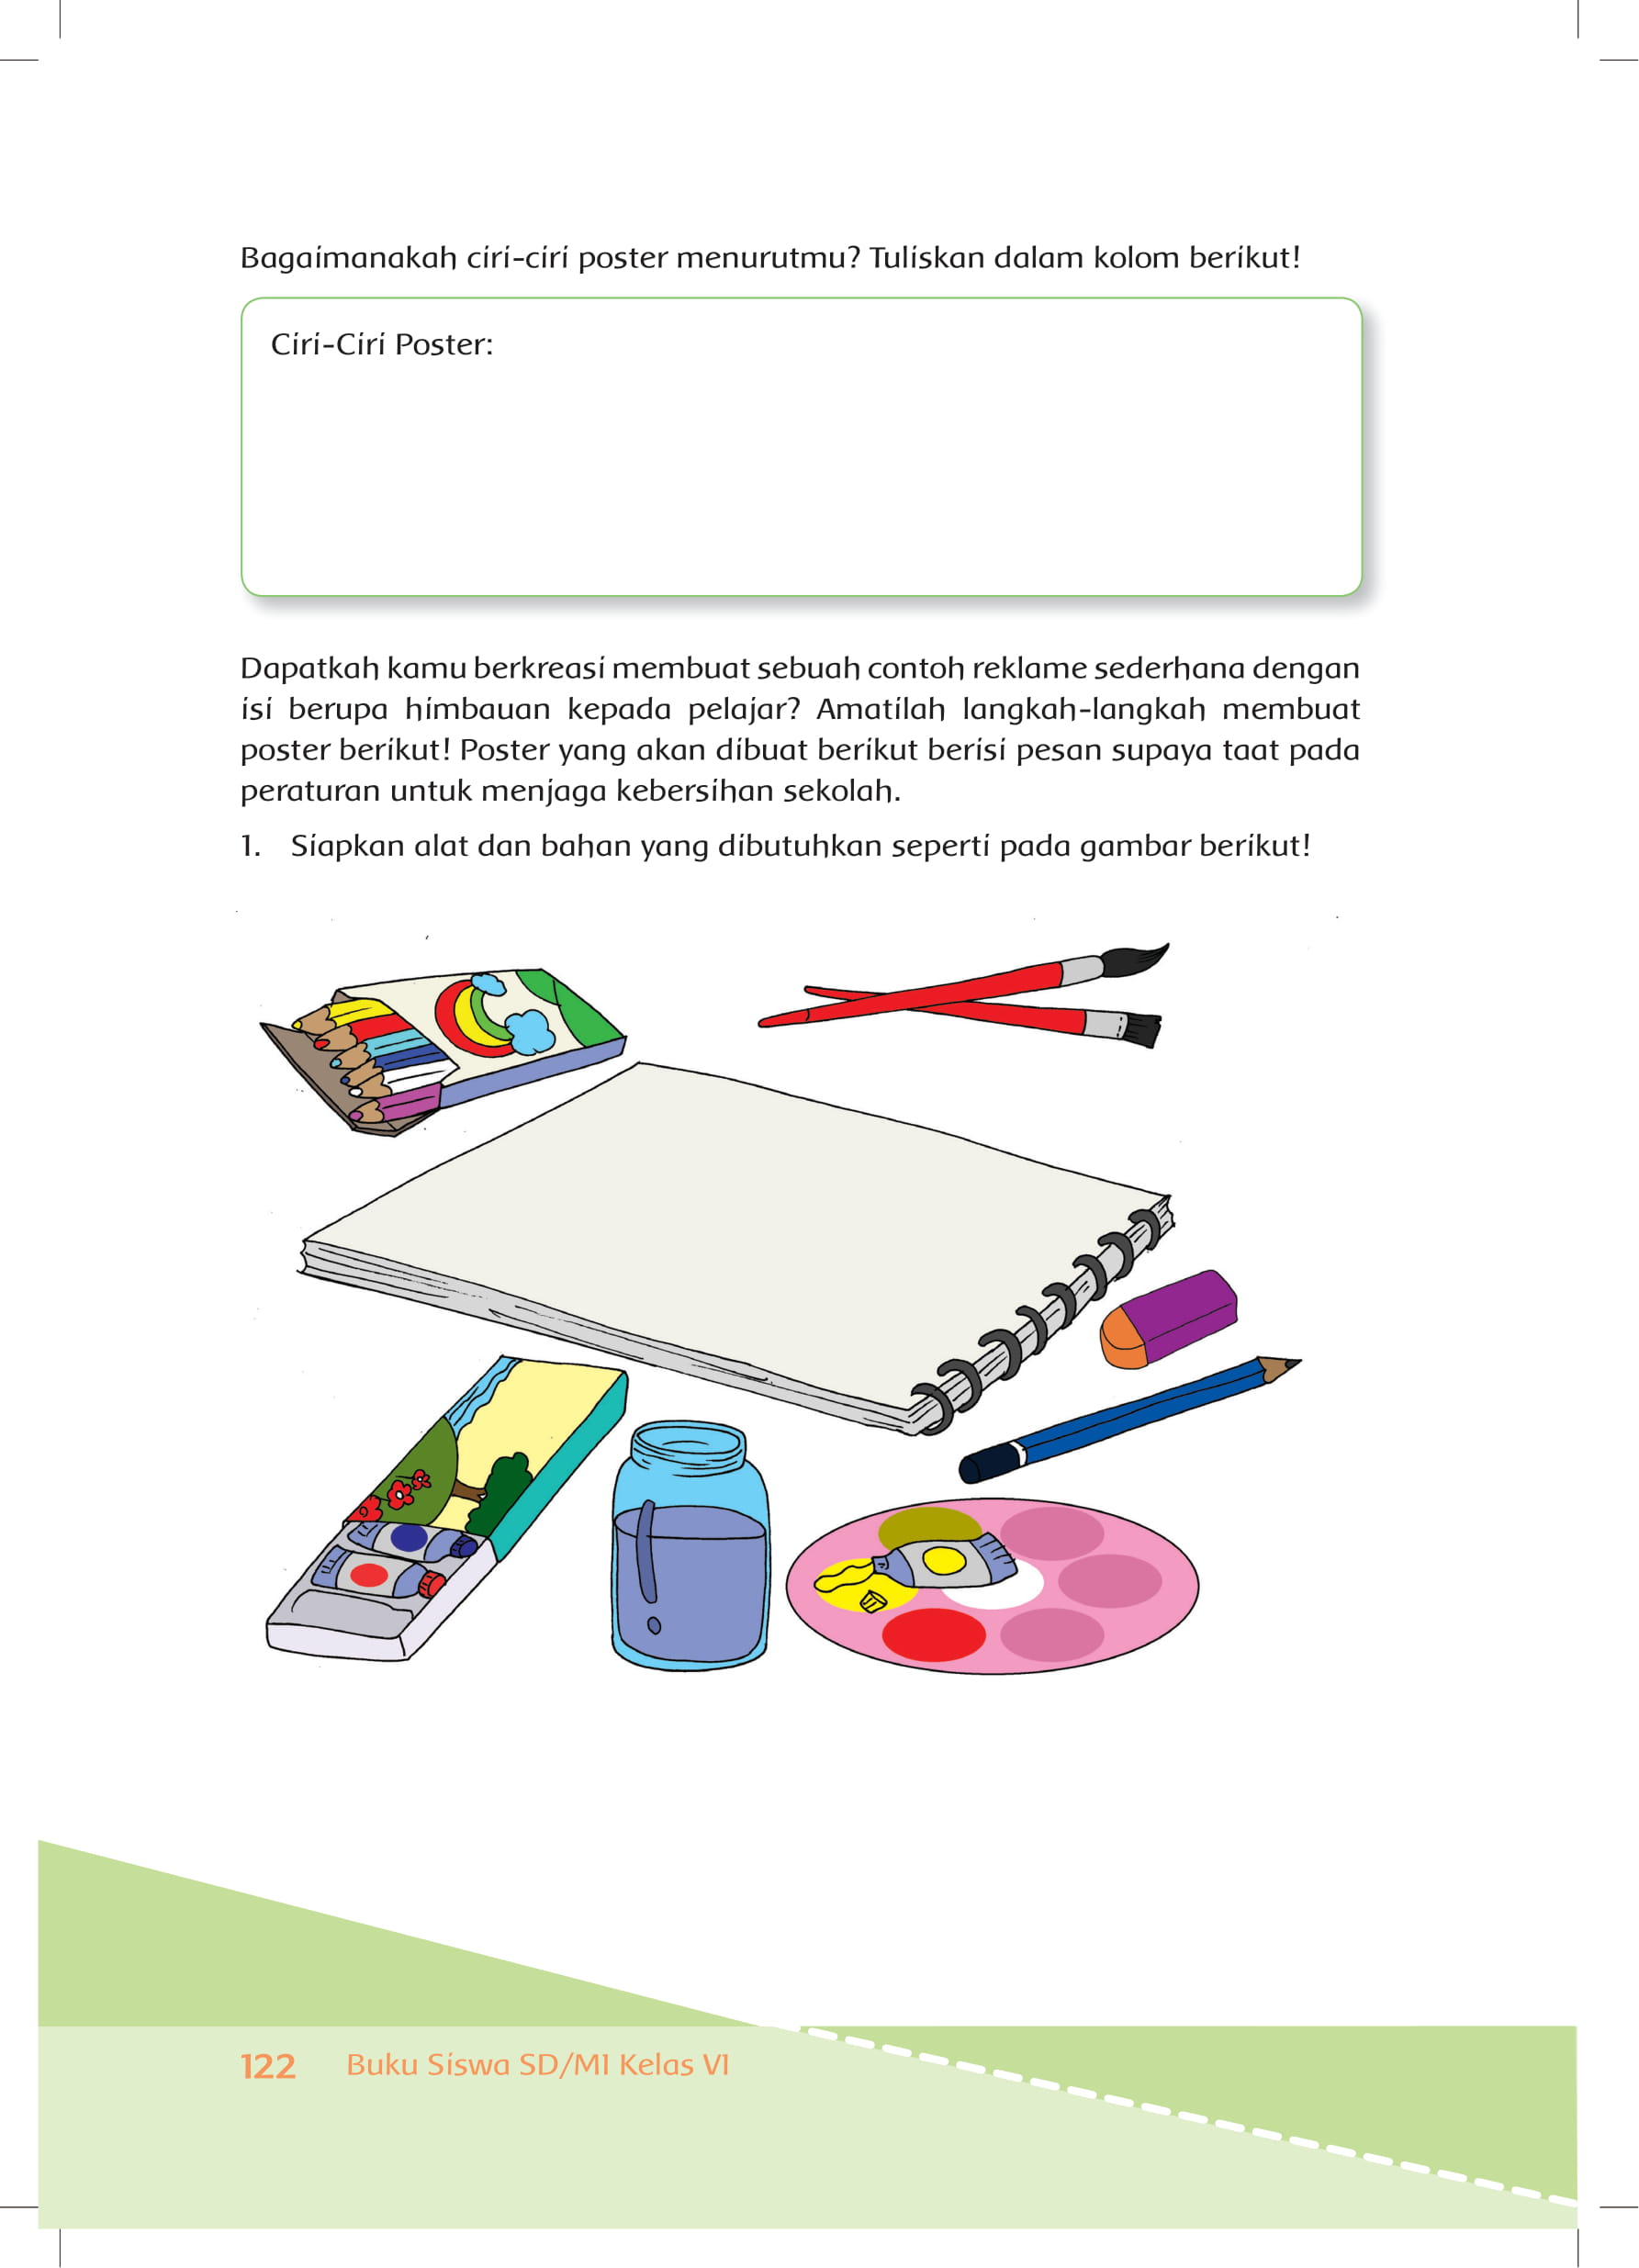 Bagaimanakah ciri-ciri poster menurutmu? Tuliskan dalam kolom berikut!
Ciri-Ciri Poster:
Dapatkah kamu berkreasi membuat sebuah contoh reklame sederhana dengan
isi berupa himbauan kepada pelajar? Amatilah langkah-langkah membuat
poster berikut! Poster yang akan dibuat berikut berisi pesan supaya taat pada
peraturan untuk menjaga kebersihan sekolah.
1. Siapkan alat dan bahan yang dibutuhkan seperti pada gambar berikut!
122 Buku Siswa SD/MI Kelas VI